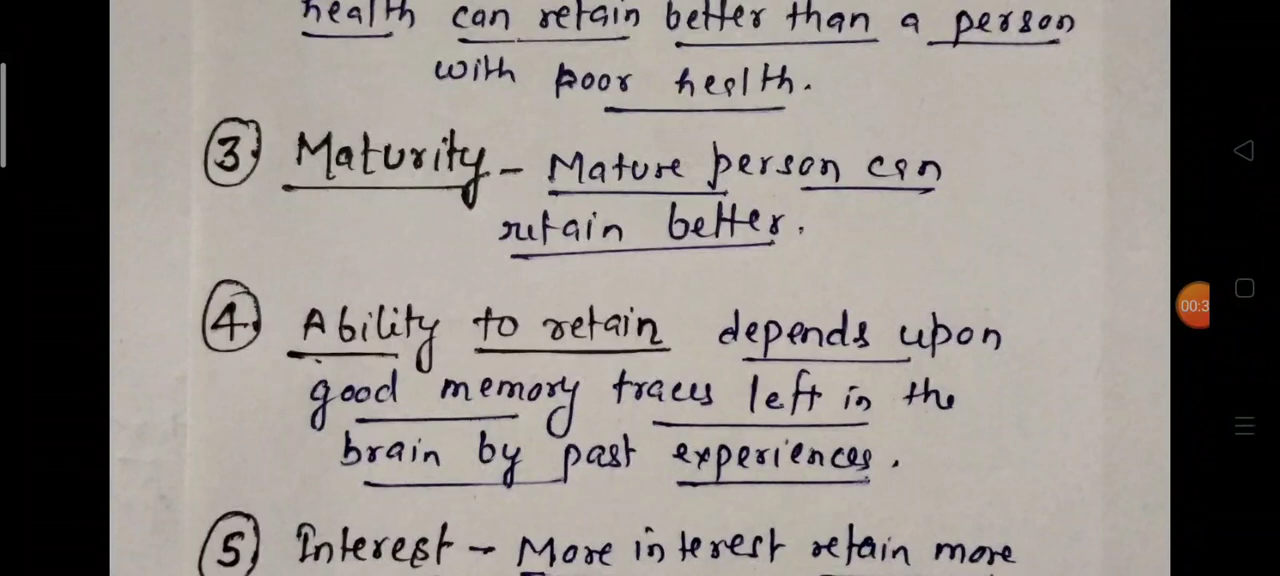 health can retain better than a person
with poor health.
3 Maturity - Mature person can
retain better.
4 Ability to retain depends upon
good memory traces left in the
brain by past experiences.
5 Interest - More interest retain more
00:3